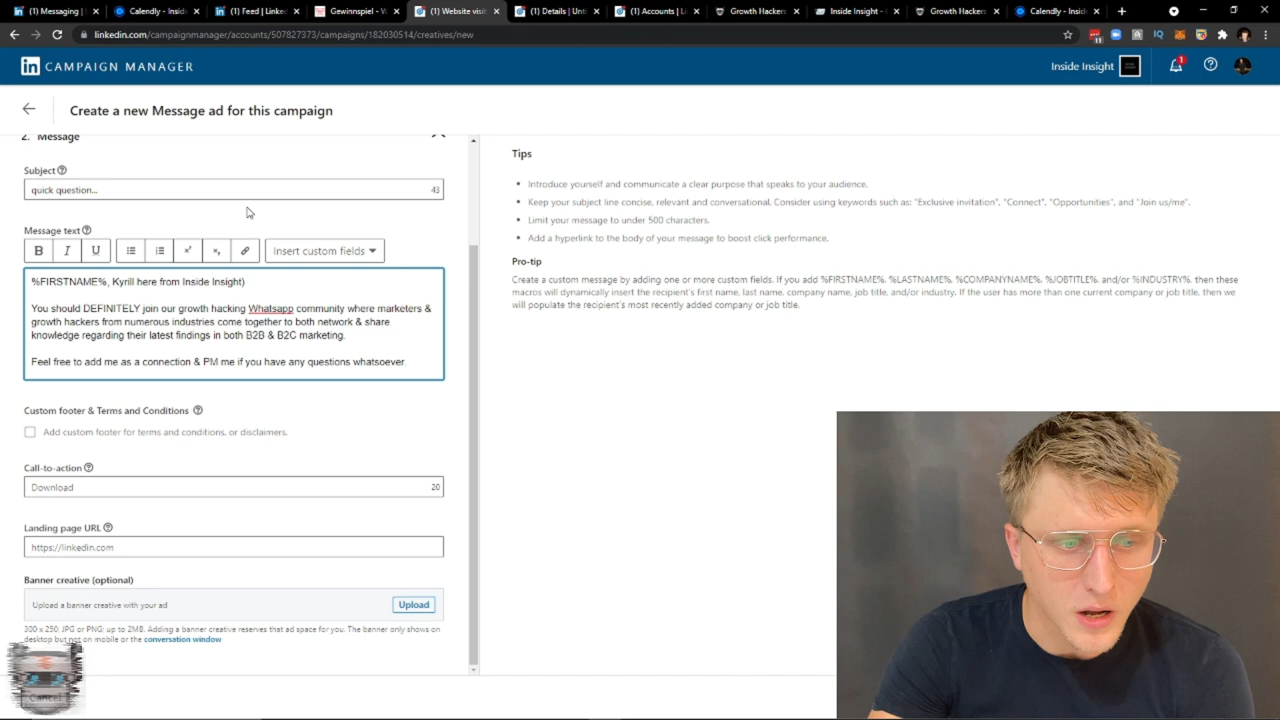 (1) Messaging |
Calendly - Inside
(1) Feed | Linked
Gewinnspiel - W
(1) Website visit
(1) Details | Unti
(1) Accounts | Li
Growth Hackers
Inside Insight -
Growth Hackers
Calendly - Inside
linkedin.com/campaignmanager/accounts/507827373/campaigns/182030514/creatives/new
11
IQ
in CAMPAIGN MANAGER
Inside Insight
1
Create a new Message ad for this campaign
2. Message
Subject
quick question...
43
Message text
B I U
Insert custom fields
%FIRSTNAME%, Kyrill here from Inside Insight)
You should DEFINITELY join our growth hacking Whatsapp community where marketers &
growth hackers from numerous industries come together to both network & share
knowledge regarding their latest findings in both B2B & B2C marketing.
Feel free to add me as a connection & PM me if you have any questions whatsoever.
Custom footer & Terms and Conditions
Add custom footer for terms and conditions, or disclaimers.
Call-to-action
Download
20
Landing page URL
https://linkedin.com
Banner creative (optional)
Upload a banner creative with your ad
Upload
300 x 250; JPG or PNG; up to 2MB. Adding a banner creative reserves that ad space for you. The banner only shows on
desktop but not on mobile or the conversation window
Cancel
Tips
Introduce yourself and communicate a clear purpose that speaks to your audience.
Keep your subject line concise, relevant and conversational. Consider using keywords such as: "Exclusive invitation", "Connect", "Opportunities", and "Join us/me".
Limit your message to under 500 characters.
Add a hyperlink to the body of your message to boost click performance.
Pro-tip
Create a custom message by adding one or more custom fields. If you add %FIRSTNAME%, %LASTNAME%, %COMPANYNAME%, %JOBTITLE%, and/or %INDUSTRY%, then these
macros will dynamically insert the recipient's first name, last name, company name, job title, and/or industry. If the user has more than one current company or job title, then we
will populate the recipient's most recently added company or job title.